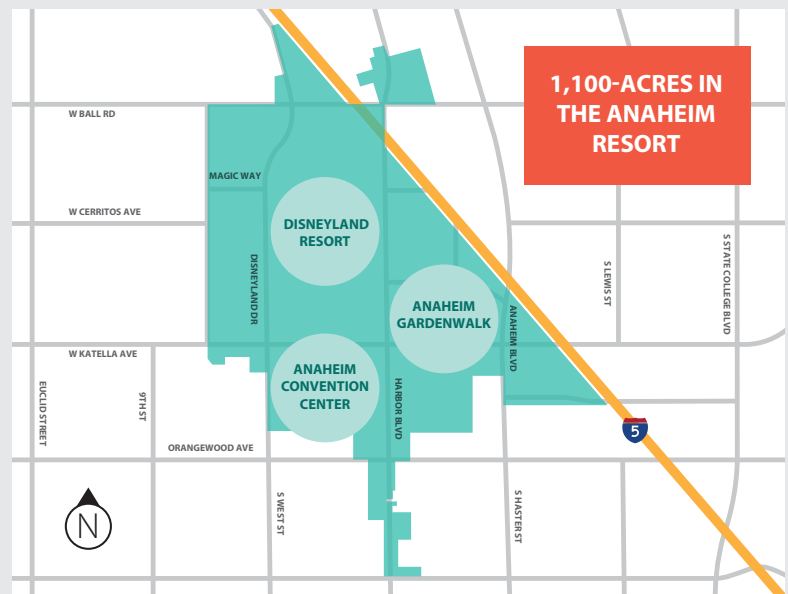 1,100-ACRES IN
THE ANAHEIM
RESORT
W BALL RD
MAGIC WAY
W CERRITOS AVE
DISNEYLAND
RESORT
DISNEYLAND DR
S LEWIS ST
S STATE COLLEGE BLVD
ANAHEIM
GARDENWALK
ANAHEIM BLVD
W KATELLA AVE
ANAHEIM
CONVENTION
CENTER
EUCLID STREET
9TH ST
HARBOR BLVD
5
ORANGEWOOD AVE
S WEST ST
S HASTER ST
N